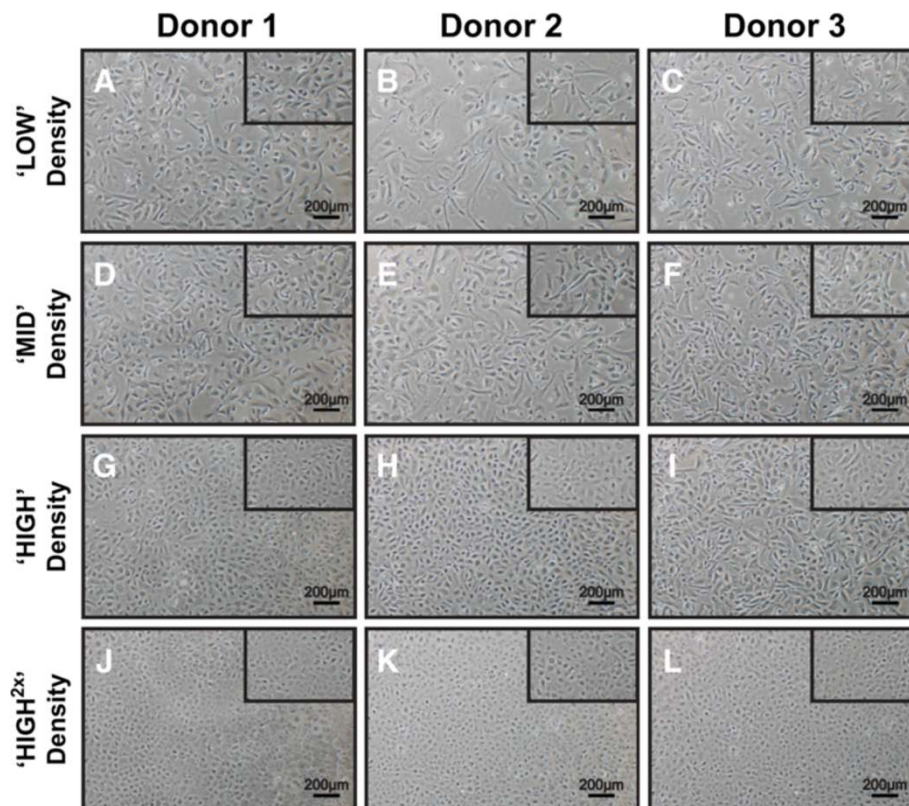 Donor 1 Donor 2 Donor 3
'LOW' Density
A 200µm B 200µm C 200µm
'MID' Density
D 200µm E 200µm F 200µm
'HIGH' Density
G 200µm H 200µm I 200µm
'HIGH²ˣ' Density
J 200µm K 200µm L 200µm